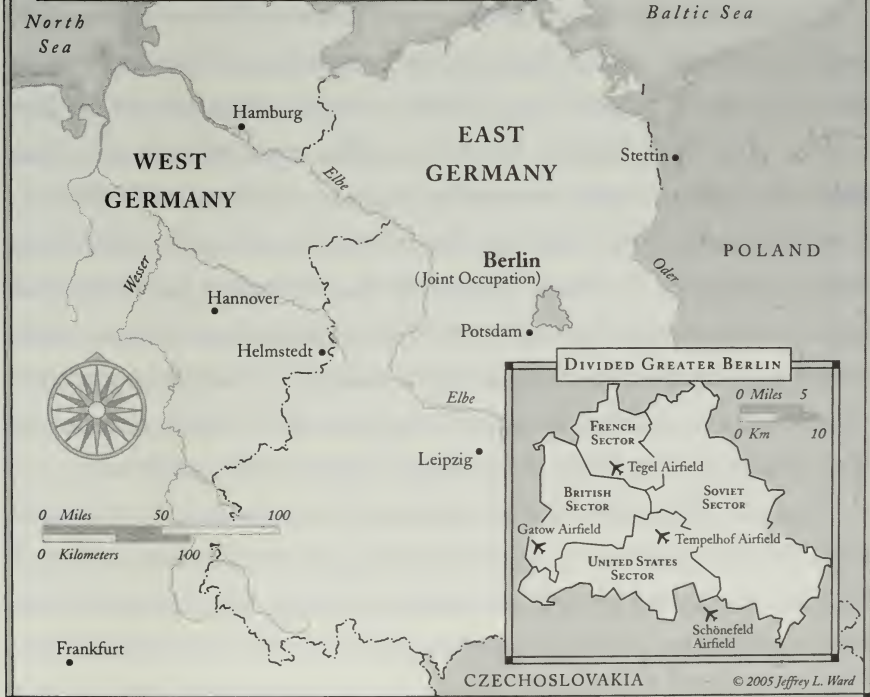 North
Sea
Baltic Sea
Hamburg
EAST
GERMANY
WEST
GERMANY
Stettin
Elbe
POLAND
Berlin
(Joint Occupation)
Oder
Wesser
Hannover
Potsdam
Helmstedt
Elbe
Leipzig
0 Miles 50 100
0 Kilometers 100
Frankfurt
CZECHOSLOVAKIA
DIVIDED GREATER BERLIN
0 Miles 5
0 Km 10
FRENCH
SECTOR
Tegel Airfield
BRITISH
SECTOR
SOVIET
SECTOR
Gatow Airfield
Tempelhof Airfield
UNITED STATES
SECTOR
Schönefeld
Airfield
© 2005 Jeffrey L. Ward